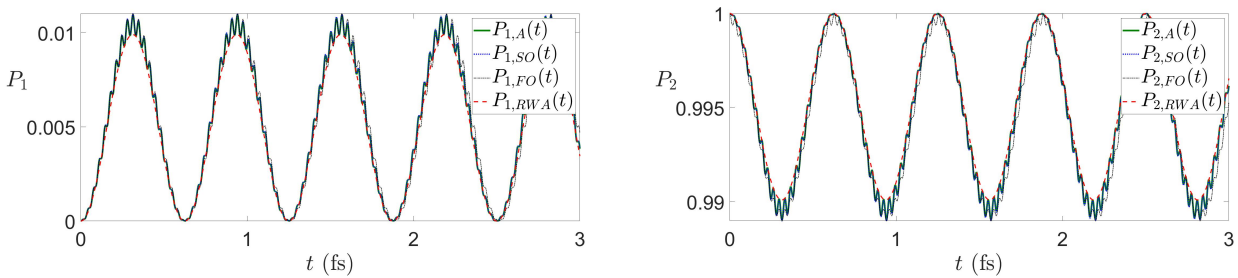 P₁
0.01
0.005
0
0
1
2
3
t (fs)
P₁,A(t)
P₁,SO(t)
P₁,FO(t)
P₁,RWA(t)
P₂
1
0.995
0.99
0
1
2
3
t (fs)
P₂,A(t)
P₂,SO(t)
P₂,FO(t)
P₂,RWA(t)